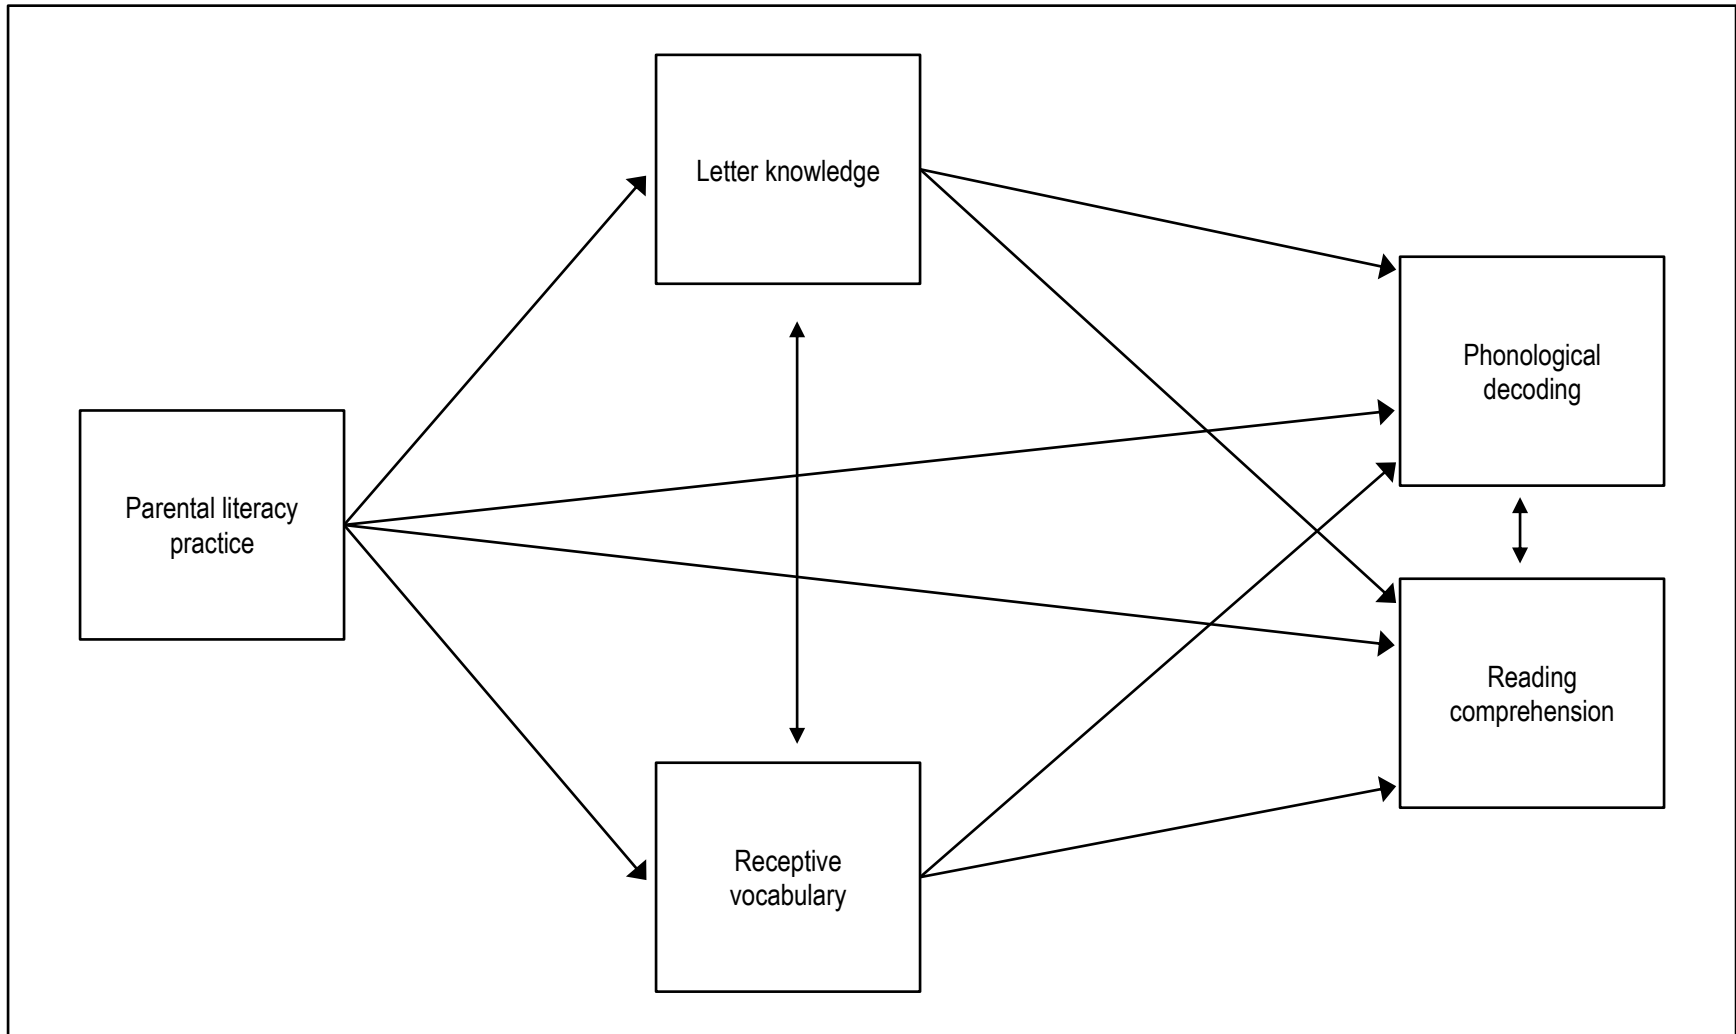 Letter knowledge
Phonological
decoding
Parental literacy
practice
Reading
comprehension
Receptive
vocabulary